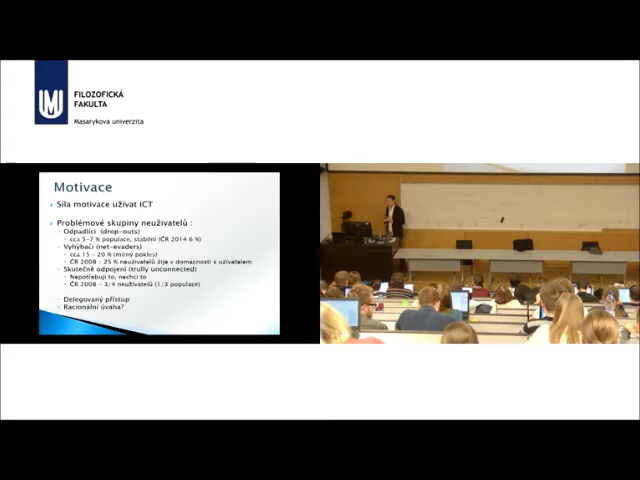 FILOZOFICKÁ
FAKULTA
Masarykova univerzita
Motivace
Síla motivace užívat ICT
Problémové skupiny neuživatelů :
Odpadlíci (drop-outs)
cca 5-7 % populace, stabilní (ČR 2014 6 %)
Vyhýbači (net-evaders)
cca 15 - 20 % (mírný pokles)
ČR 2008 - 25 % neuživatelů žije v domácnosti s uživatelem
Skutečně odpojení (trully unconnected)
Nepotřebují to, nechci to
ČR 2008 - 3/4 neuživatelů (1/3 populace)
Delegovaný přístup
Racionální úvaha?